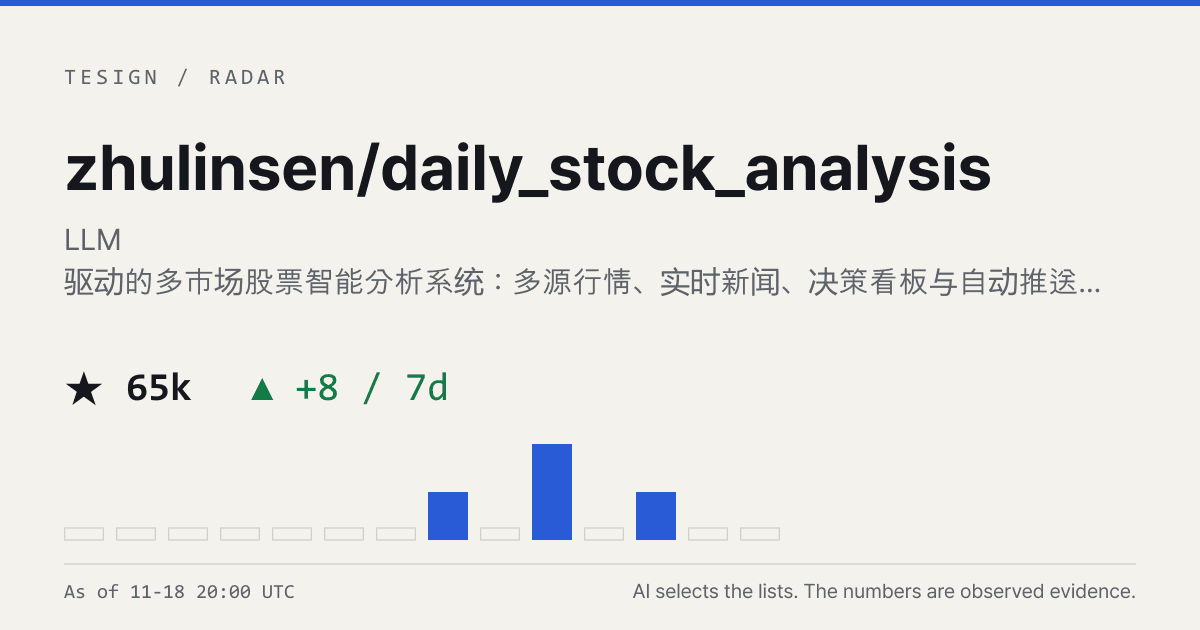 TESIGN / RADAR
zhulinsen/daily_stock_analysis
LLM
驱动的多市场股票智能分析系统：多源行情、实时新闻、决策看板与自动推送…
★ 65k ▲ +8 / 7d
As of 11-18 20:00 UTC
AI selects the lists. The numbers are observed evidence.